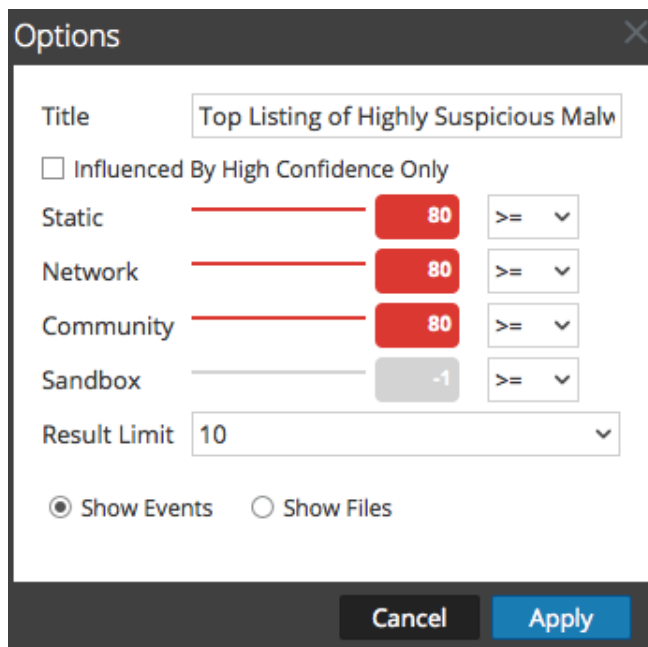 Options
Title Top Listing of Highly Suspicious Malw
Influenced By High Confidence Only
Static 80 >=
Network 80 >=
Community 80 >=
Sandbox -1 >=
Result Limit 10
Show Events Show Files
Cancel Apply